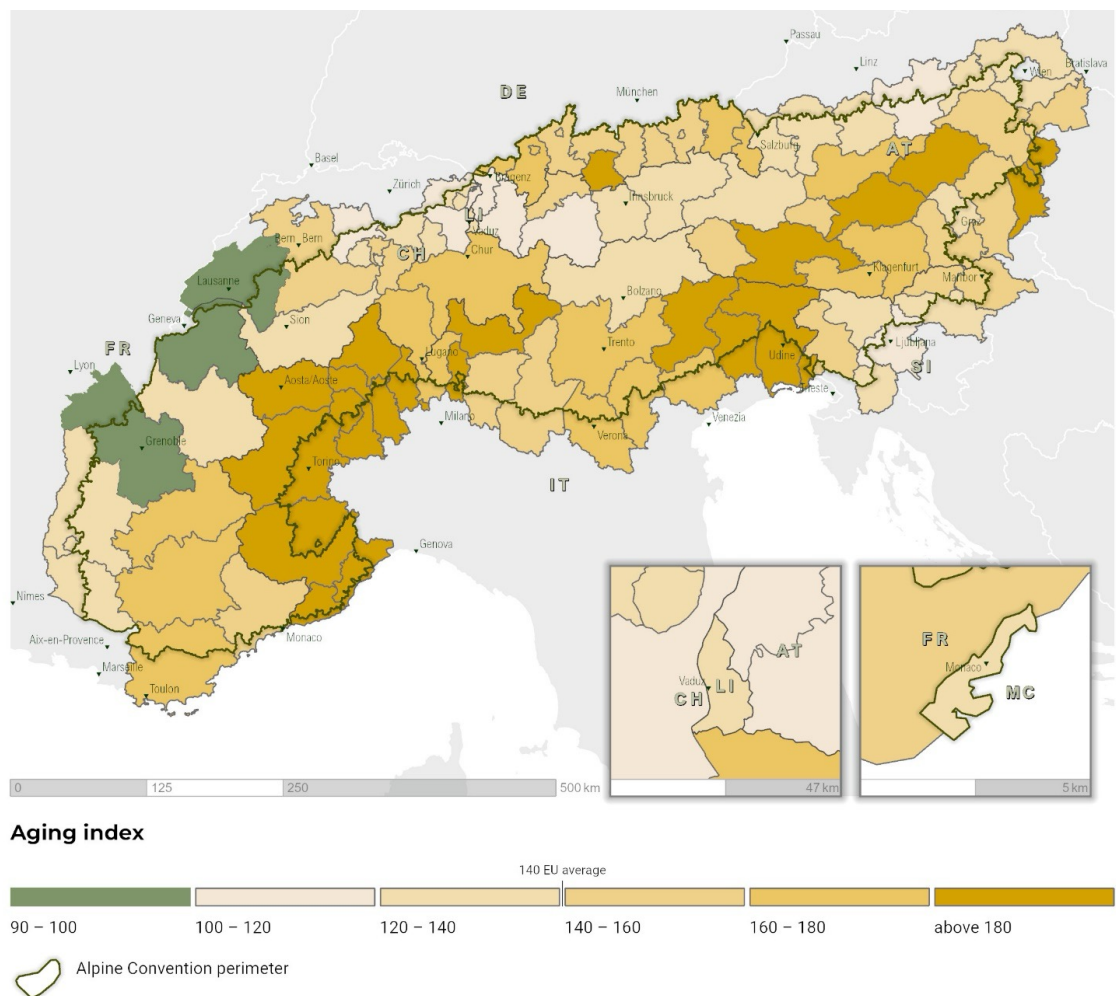 Passau
Linz
Wien
Bratislava
DE
München
Salzburg
AT
Basel
Zürich
Bregenz
Innsbruck
LI
Vaduz
Graz
Bern
Bern
CH
Chur
Klagenfurt
Maribor
Lausanne
Bolzano
Geneva
Sion
Ljubljana
FR
Lugano
Trento
Udine
SI
Lyon
Aosta/Aoste
Trieste
Milano
Venezia
Grenoble
Verona
Torino
IT
Genova
Nîmes
Monaco
Aix-en-Provence
Marseille
Toulon
AT
Vaduz
CH
LI
FR
Monaco
MC
0 125 250 500 km
47 km
5 km
Aging index
140 EU average
90 – 100 100 – 120 120 – 140 140 – 160 160 – 180 above 180
Alpine Convention perimeter